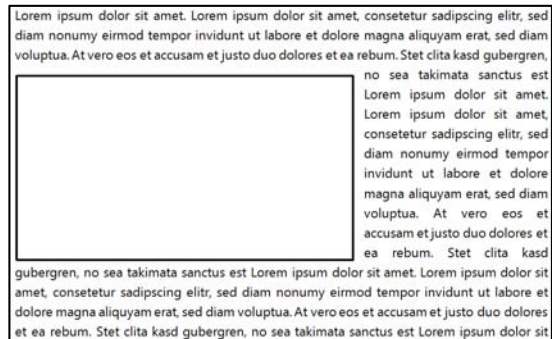 Lorem ipsum dolor sit amet. Lorem ipsum dolor sit amet, consetetur sadipscing elitr, sed
diam nonumy eirmod tempor invidunt ut labore et dolore magna aliquyam erat, sed diam
voluptua. At vero eos et accusam et justo duo dolores et ea rebum. Stet clita kasd gubergren,
no sea takimata sanctus est
Lorem ipsum dolor sit amet.
Lorem ipsum dolor sit amet,
consetetur sadipscing elitr, sed
diam nonumy eirmod tempor
invidunt ut labore et dolore
magna aliquyam erat, sed diam
voluptua. At vero eos et
accusam et justo duo dolores et
ea rebum. Stet clita kasd
gubergren, no sea takimata sanctus est Lorem ipsum dolor sit amet. Lorem ipsum dolor sit
amet, consetetur sadipscing elitr, sed diam nonumy eirmod tempor invidunt ut labore et
dolore magna aliquyam erat, sed diam voluptua. At vero eos et accusam et justo duo dolores
et ea rebum. Stet clita kasd gubergren, no sea takimata sanctus est Lorem ipsum dolor sit